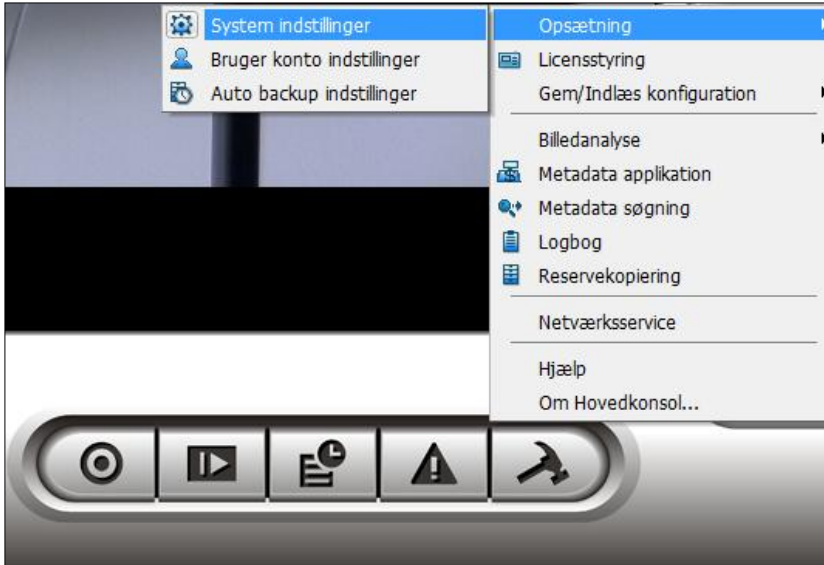 System indstillinger
Bruger konto indstillinger
Auto backup indstillinger
Opsætning
Licensstyring
Gem/Indlæs konfiguration
Billedanalyse
Metadata applikation
Metadata søgning
Logbog
Reservekopiering
Netværksservice
Hjælp
Om Hovedkonsol...